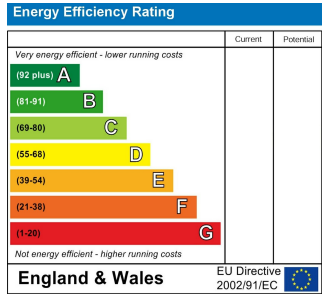 Energy Efficiency Rating
Current Potential
Very energy efficient - lower running costs
(92 plus) A
(81-91) B
(69-80) C
(55-68) D
(39-54) E
(21-38) F
(1-20) G
Not energy efficient - higher running costs
England & Wales
EU Directive
2002/91/EC